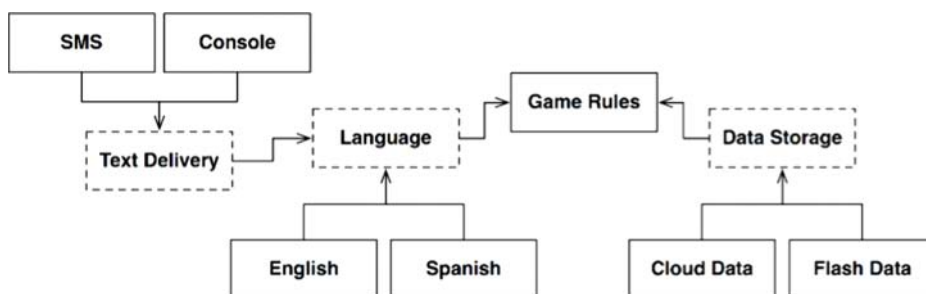 SMS
Console
Game Rules
Language
Data Storage
Text Delivery
English
Spanish
Cloud Data
Flash Data